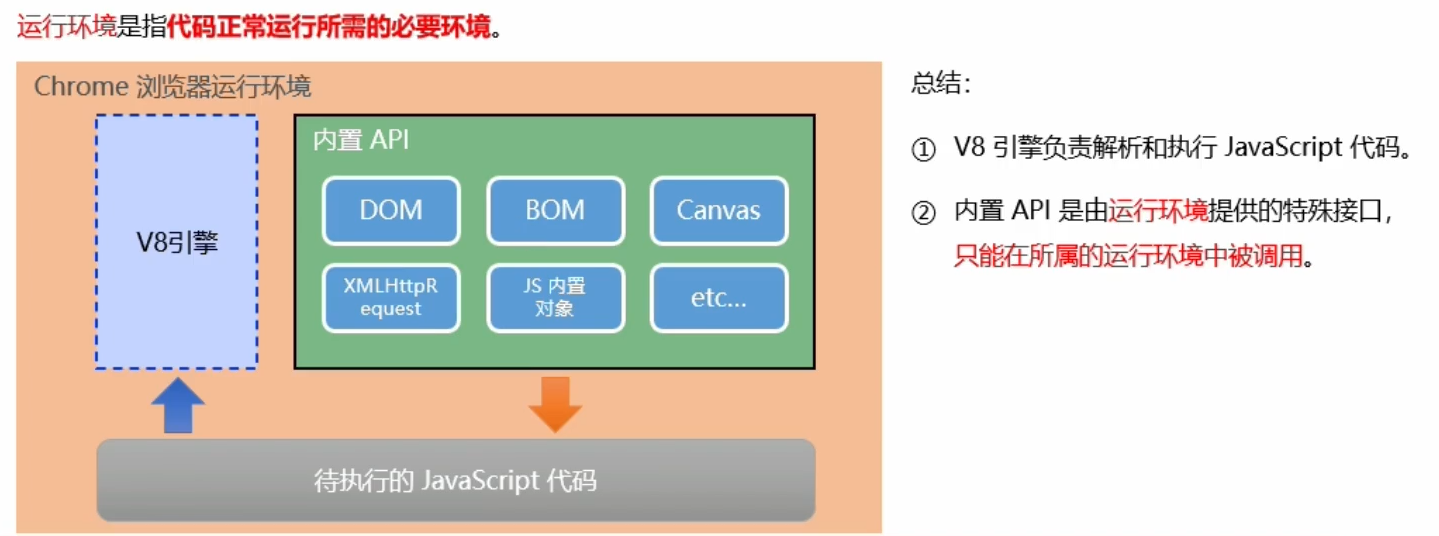 运行环境是指代码正常运行所需的必要环境。
Chrome 浏览器运行环境
V8引擎
内置 API
DOM
BOM
Canvas
XMLHttpR
equest
JS 内置
对象
etc...
待执行的 JavaScript 代码
总结：
① V8 引擎负责解析和执行 JavaScript 代码。
② 内置 API 是由运行环境提供的特殊接口，
只能在所属的运行环境中被调用。